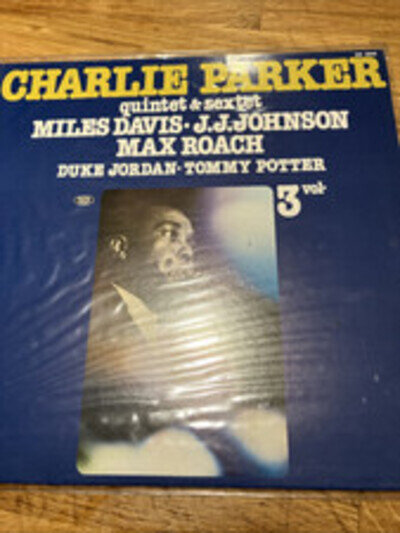 CHARLIE PARKER
quintet & sextet
MILES DAVIS · J.J.JOHNSON
MAX ROACH
DUKE JORDAN · TOMMY POTTER
3 vol·